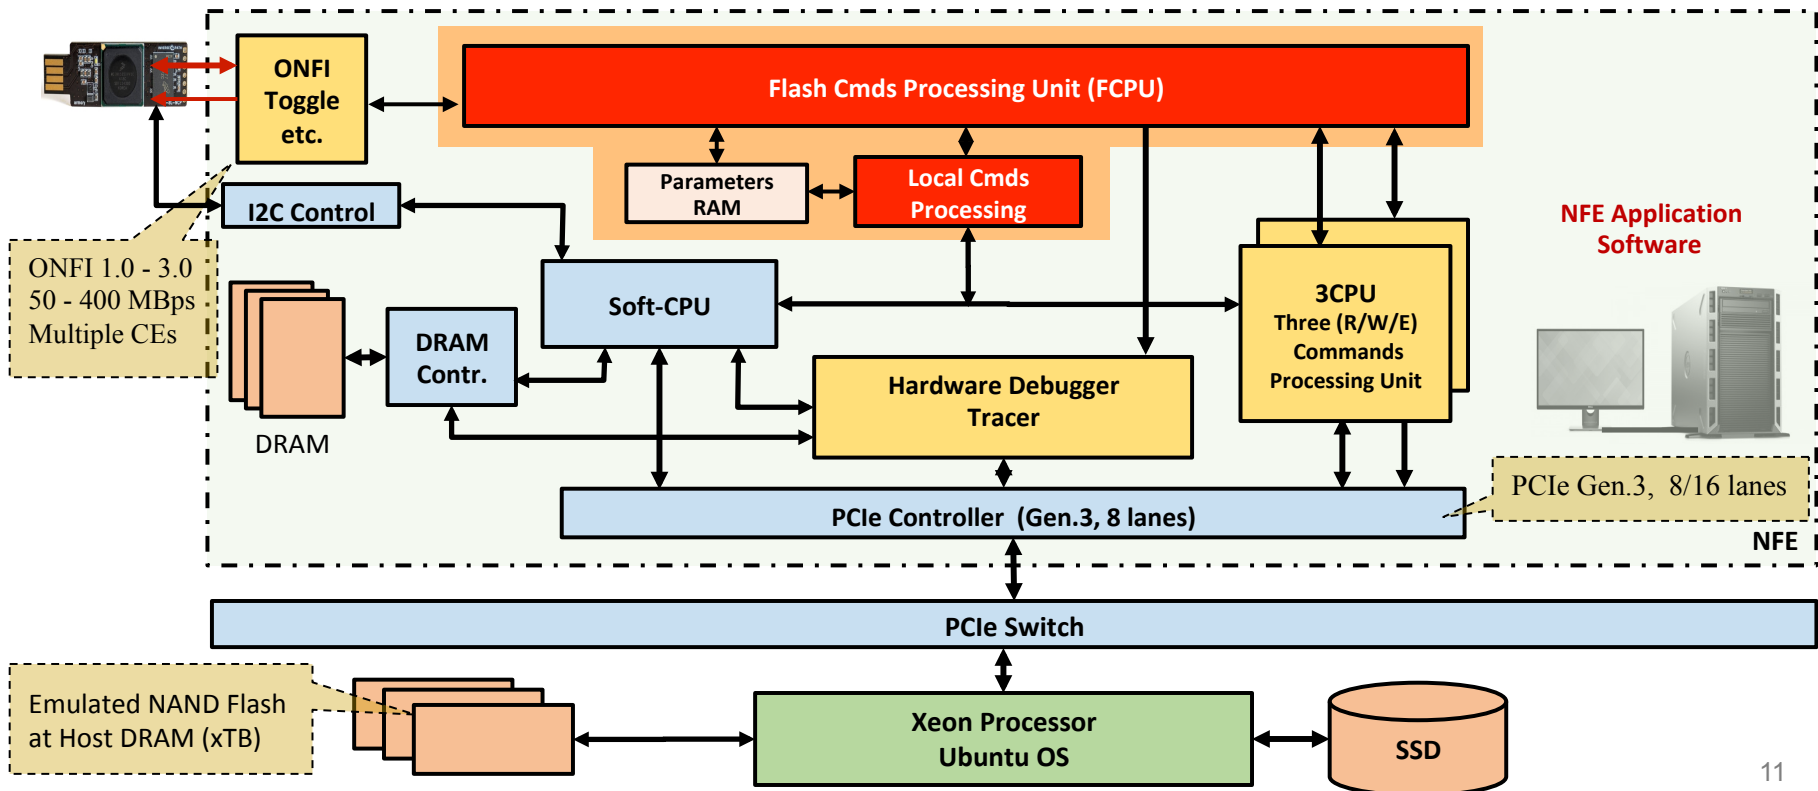 ONFI
Toggle
etc.
Flash Cmds Processing Unit (FCPU)
Parameters
RAM
Local Cmds
Processing
I2C Control
NFE Application
Software
ONFI 1.0 - 3.0
50 - 400 MBps
Multiple CEs
Soft-CPU
3CPU
Three (R/W/E)
Commands
Processing Unit
DRAM
Contr.
Hardware Debugger
Tracer
DRAM
PCIe Gen.3,  8/16 lanes
PCIe Controller  (Gen.3, 8 lanes)
NFE
PCIe Switch
Emulated NAND Flash
at Host DRAM (xTB)
Xeon Processor
Ubuntu OS
SSD
11